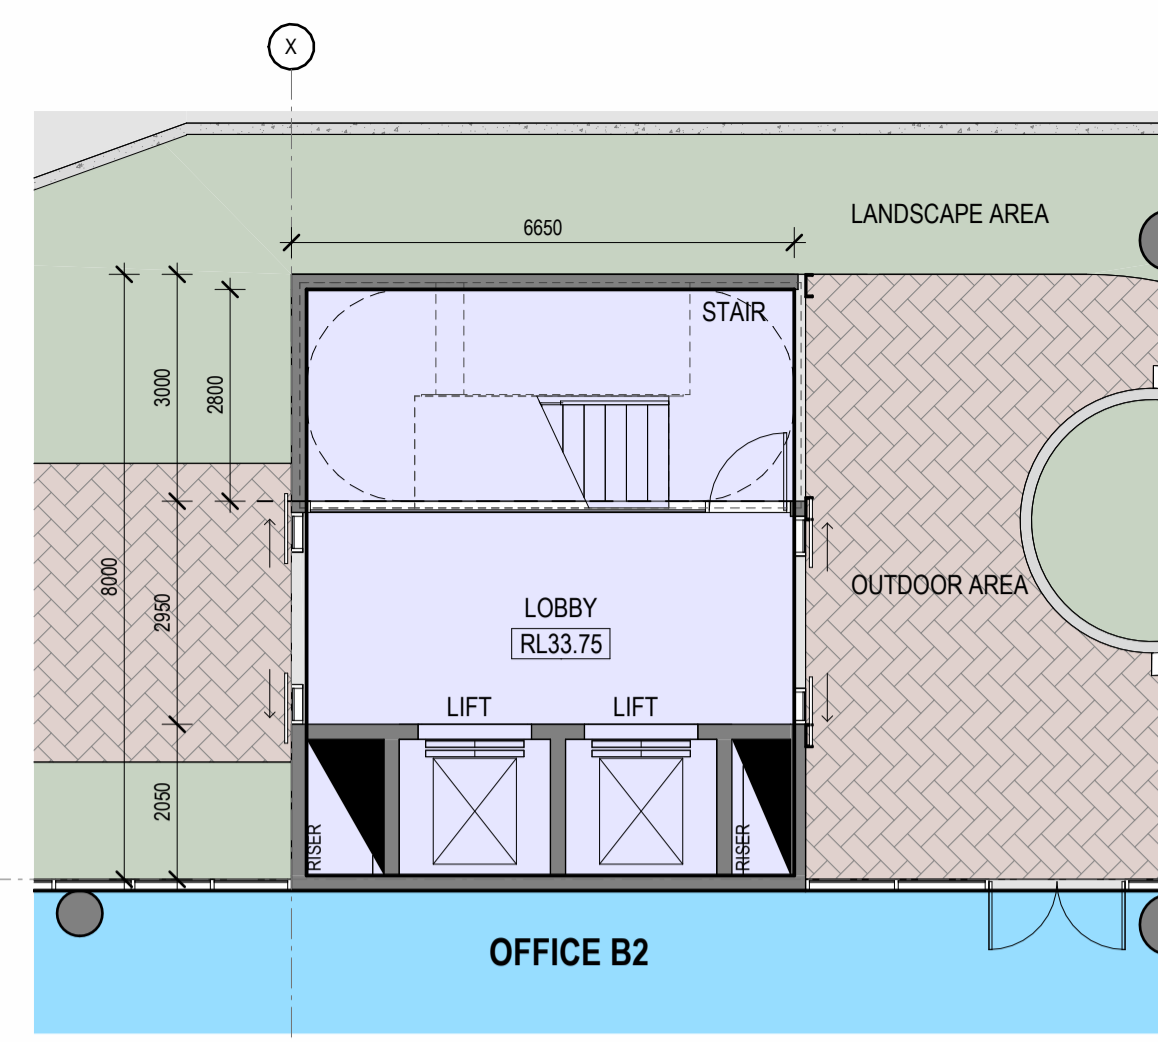 X
LANDSCAPE AREA
6650
STAIR
3000
2800
8000
2950
OUTDOOR AREA
LOBBY
RL33.75
LIFT
LIFT
2050
RISER
RISER
OFFICE B2